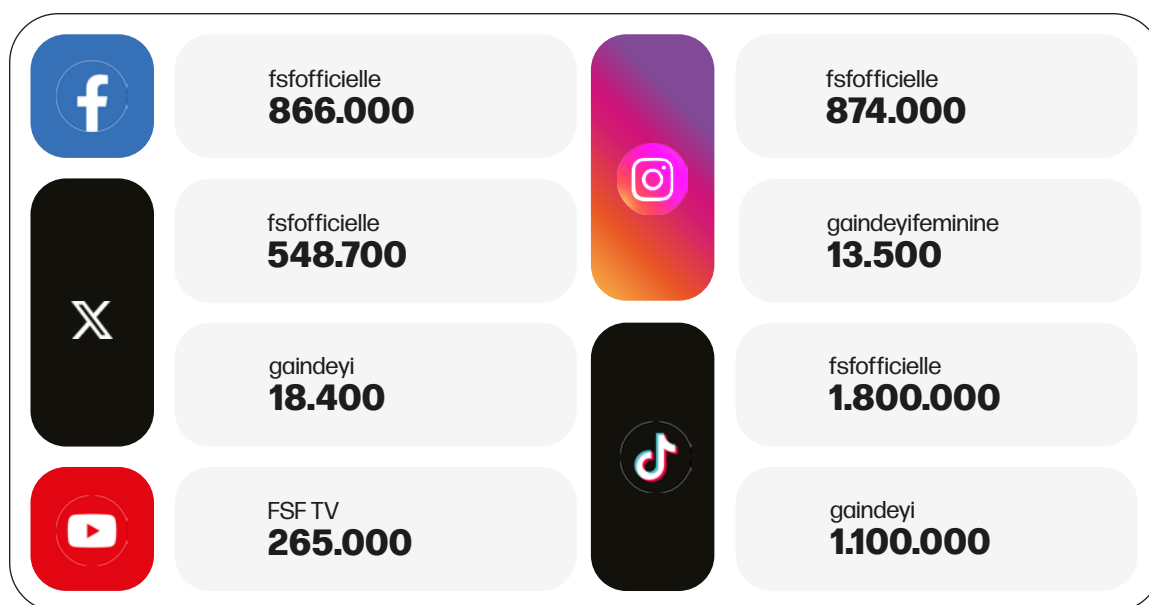 fsfofficielle
866.000
fsfofficielle
548.700
gaindeyi
18.400
FSF TV
265.000
fsfofficielle
874.000
gaindeyifeminine
13.500
fsfofficielle
1.800.000
gaindeyi
1.100.000